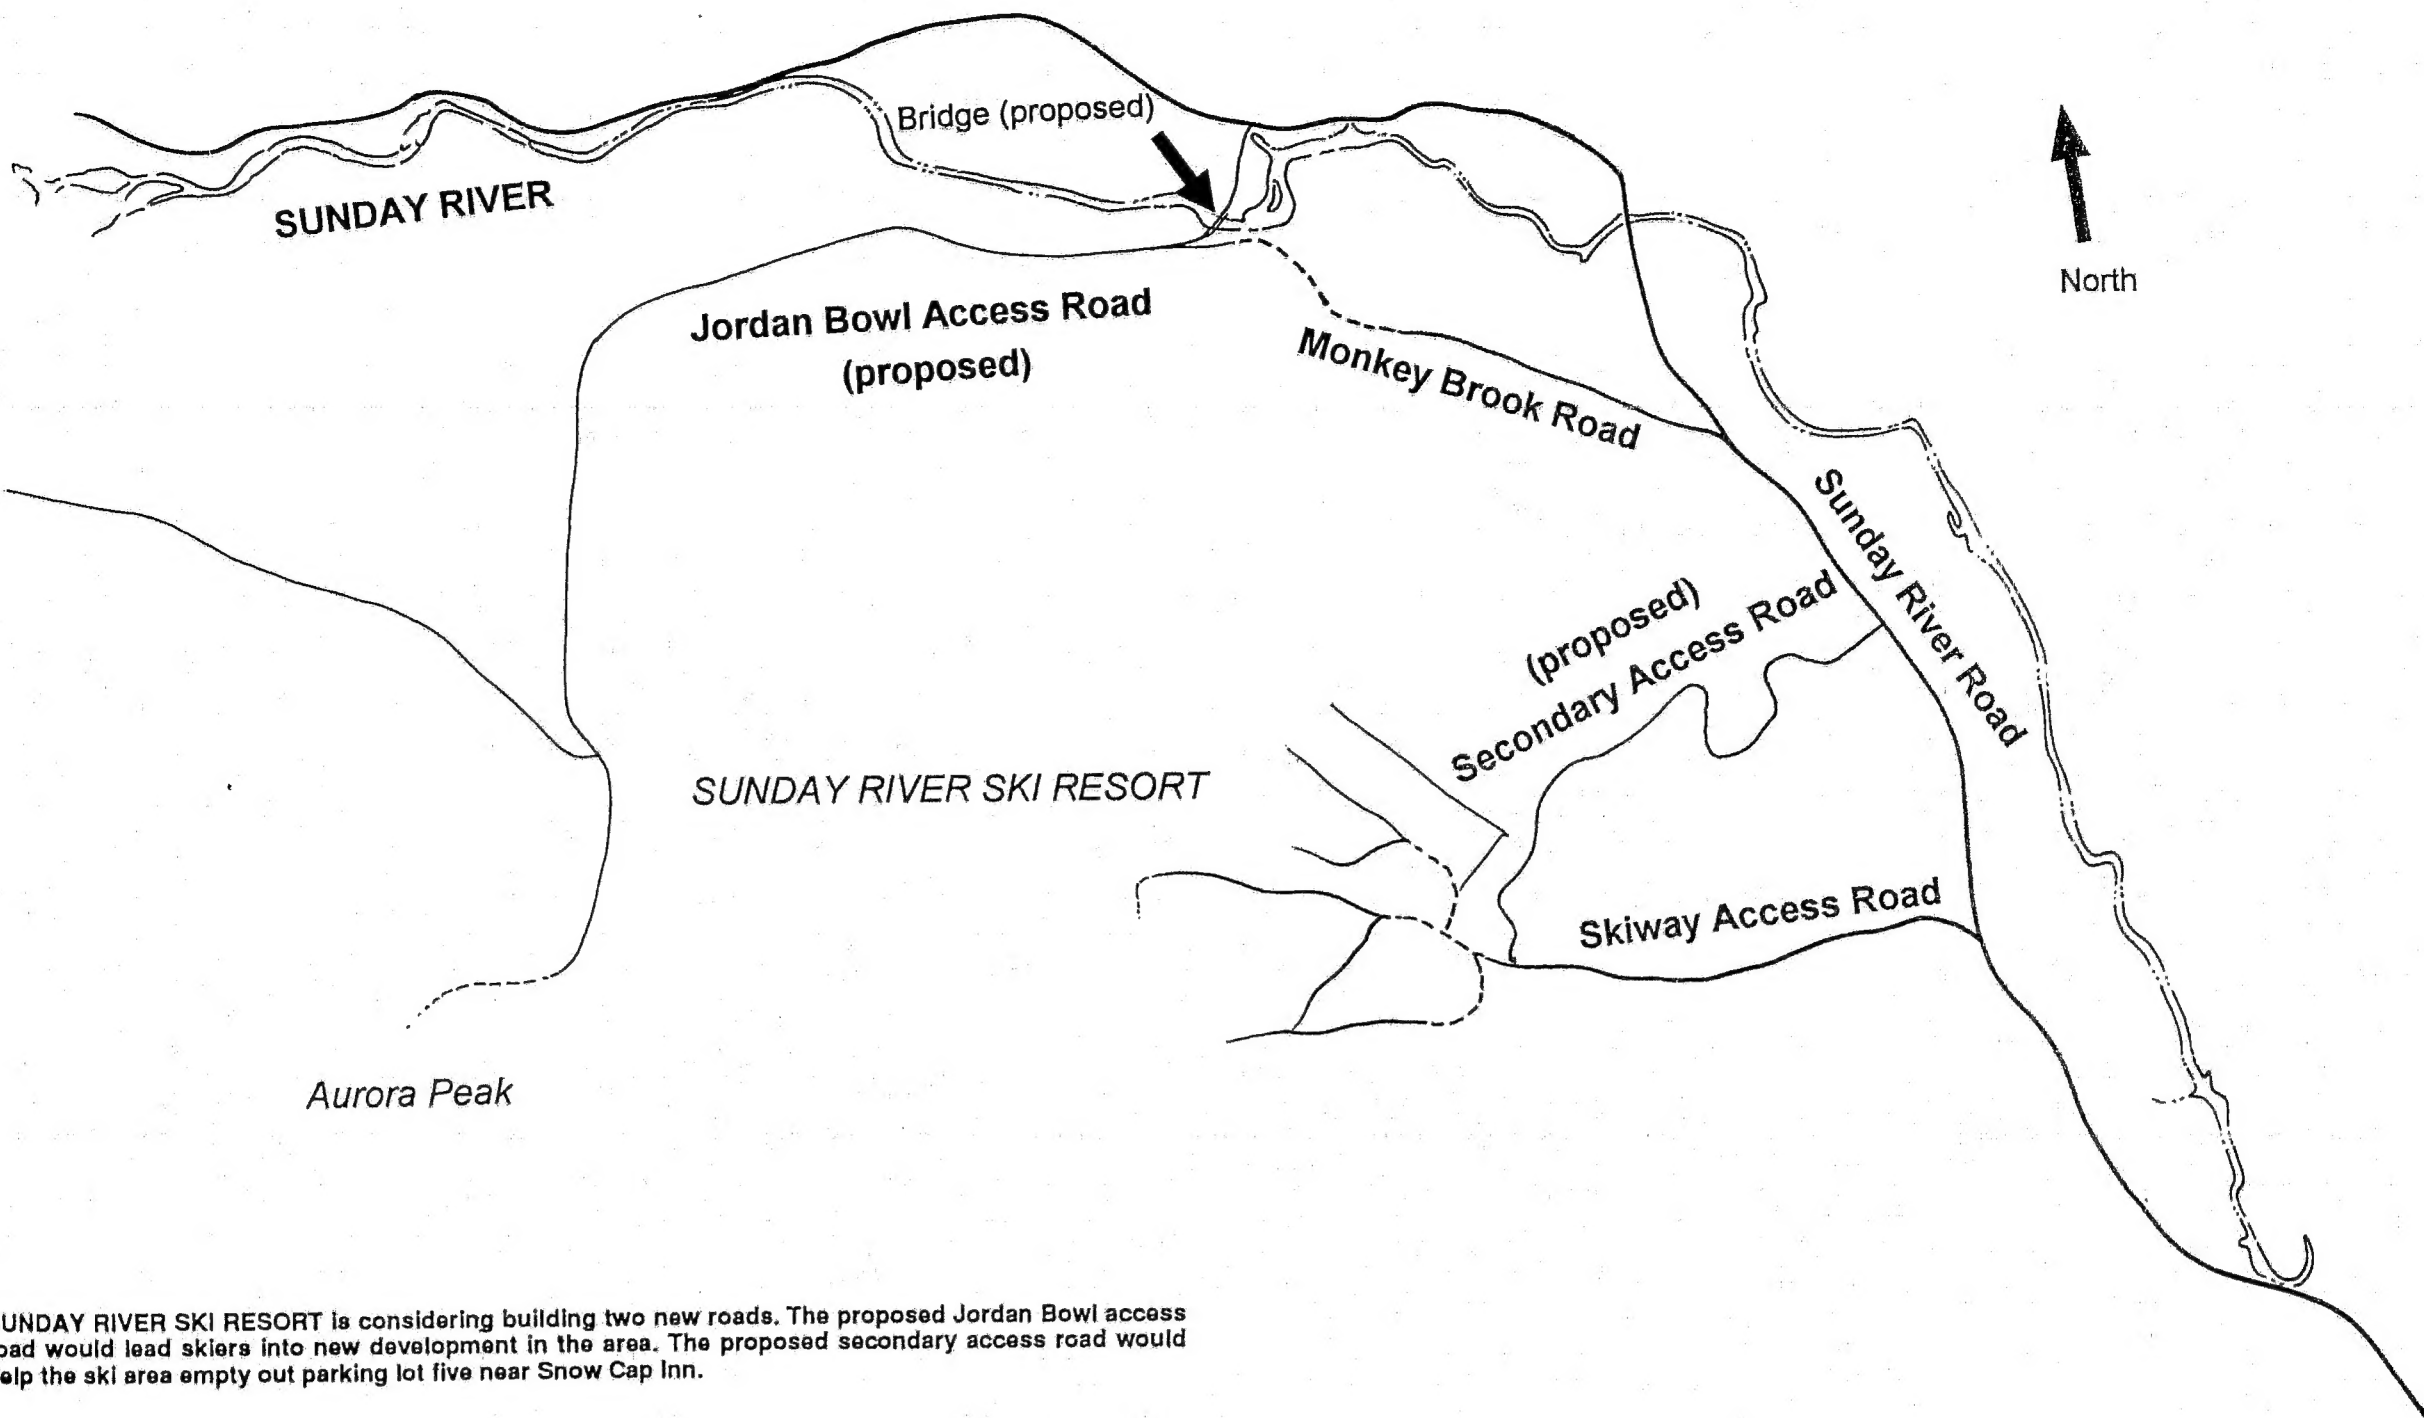 Bridge (proposed)
SUNDAY RIVER
North
Jordan Bowl Access Road
(proposed)
Monkey Brook Road
Sunday River Road
(proposed)
Secondary Access Road
SUNDAY RIVER SKI RESORT
Skiway Access Road
Aurora Peak
UNDAY RIVER SKI RESORT is considering building two new roads. The proposed Jordan Bowl access
oad would lead skiers into new development in the area. The proposed secondary access road would
elp the ski area empty out parking lot five near Snow Cap Inn.